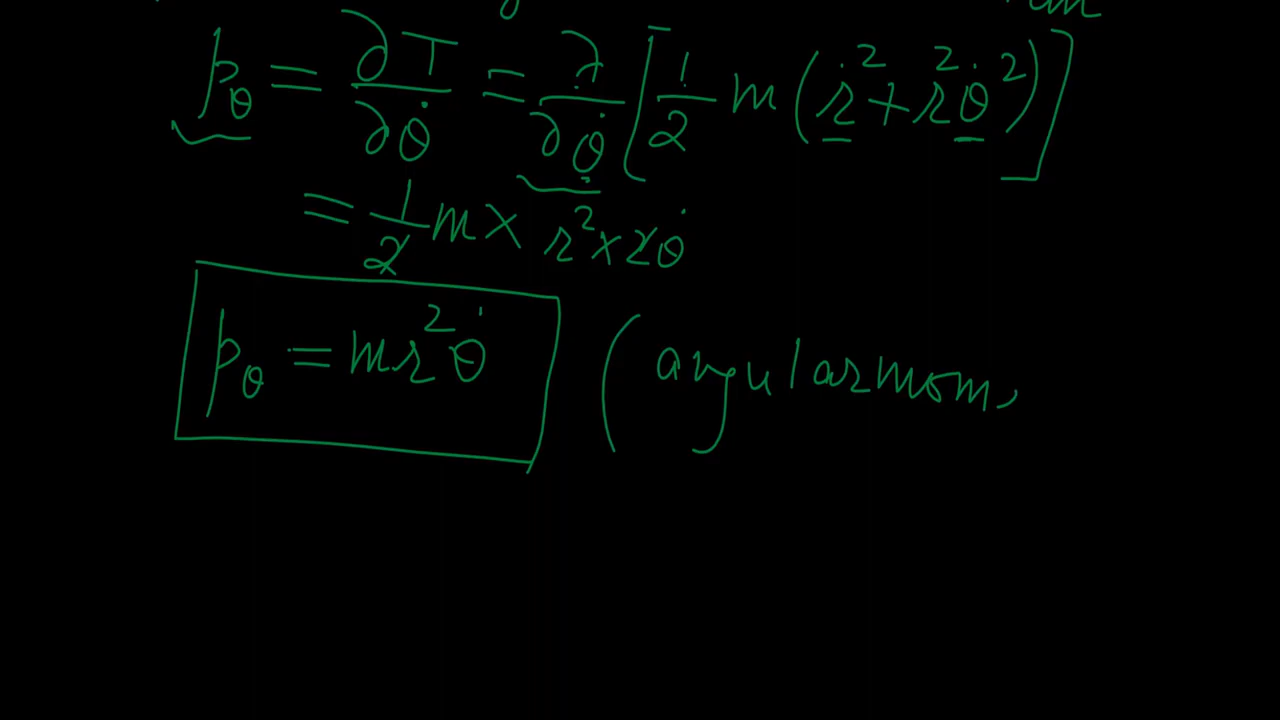 p_θ = ∂T/∂θ̇ = ∂/∂θ̇ [1/2 m(ṙ² + r²θ̇²)]
= 1/2 m × r² × 2θ̇
p_θ = mr²θ̇ (angular mom,